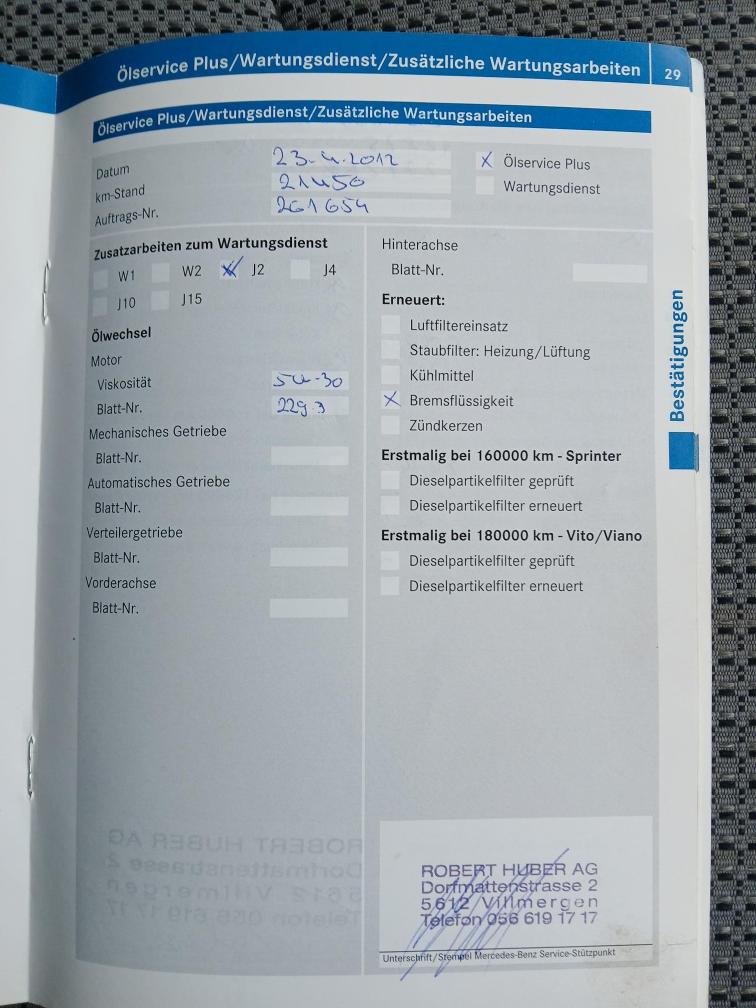 Ölservice Plus/Wartungsdienst/Zusätzliche Wartungsarbeiten 29
Ölservice Plus/Wartungsdienst/Zusätzliche Wartungsarbeiten
Datum 23.4.2012
km-Stand 21450
Auftrags-Nr. 261654
X Ölservice Plus
Wartungsdienst
Zusatzarbeiten zum Wartungsdienst
W1 W2 X J2 J4
J10 J15
Ölwechsel
Motor
Viskosität 5W-30
Blatt-Nr. 229.3
Mechanisches Getriebe
Blatt-Nr.
Automatisches Getriebe
Blatt-Nr.
Verteilergetriebe
Blatt-Nr.
Vorderachse
Blatt-Nr.
Hinterachse
Blatt-Nr.
Erneuert:
Luftfiltereinsatz
Staubfilter: Heizung/Lüftung
Kühlmittel
X Bremsflüssigkeit
Zündkerzen
Erstmalig bei 160000 km - Sprinter
Dieselpartikelfilter geprüft
Dieselpartikelfilter erneuert
Erstmalig bei 180000 km - Vito/Viano
Dieselpartikelfilter geprüft
Dieselpartikelfilter erneuert
Bestätigungen
ROBERT HUBER AG
Dorfmattenstrasse 2
5612 Villmergen
Telefon 056 619 17 17
Unterschrift/Stempel Mercedes-Benz Service-Stützpunkt